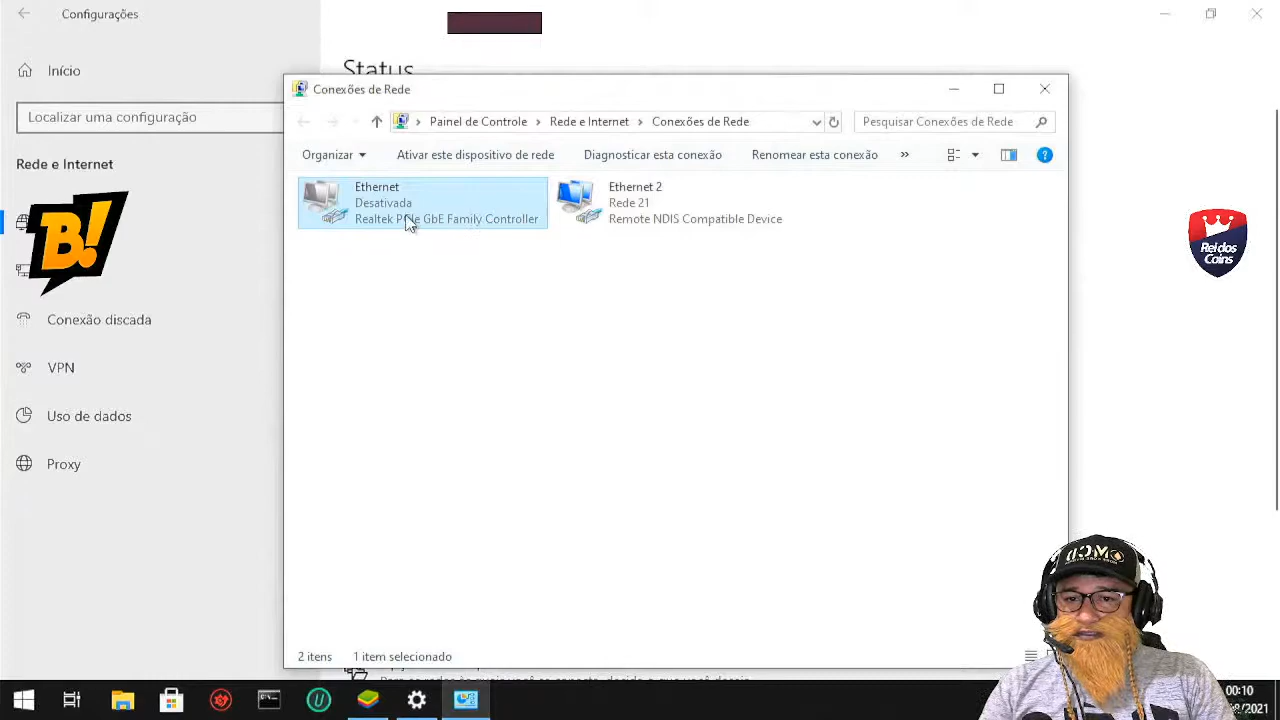 Configurações
Início
Status
Localizar uma configuração
Rede e Internet
Conexão discada
VPN
Uso de dados
Proxy
Conexões de Rede
Painel de Controle
Rede e Internet
Conexões de Rede
Pesquisar Conexões de Rede
Organizar
Ativar este dispositivo de rede
Diagnosticar esta conexão
Renomear esta conexão
»
Ethernet
Desativada
Realtek PCIe GbE Family Controller
Ethernet 2
Rede 21
Remote NDIS Compatible Device
2 itens
1 item selecionado
B!
Rei dos
Coins
00:10